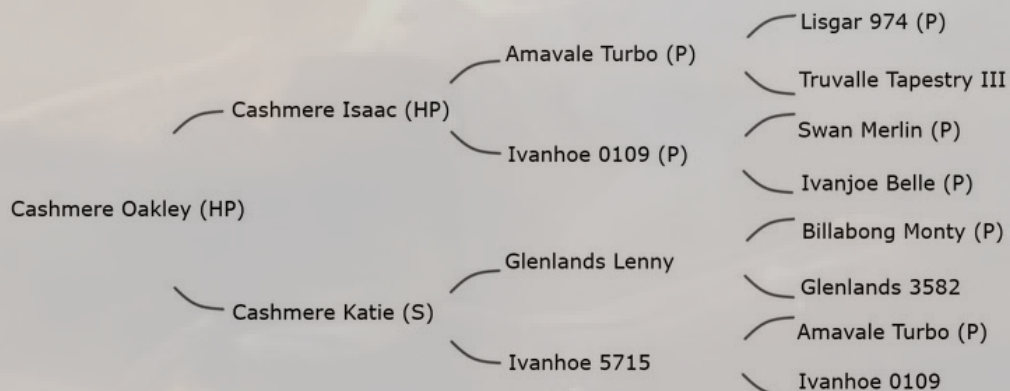 Lisgar 974 (P)
Amavale Turbo (P)
Truvalle Tapestry III
Cashmere Isaac (HP)
Swan Merlin (P)
Ivanhoe 0109 (P)
Ivanjoe Belle (P)
Cashmere Oakley (HP)
Billabong Monty (P)
Glenlands Lenny
Glenlands 3582
Cashmere Katie (S)
Amavale Turbo (P)
Ivanhoe 5715
Ivanhoe 0109